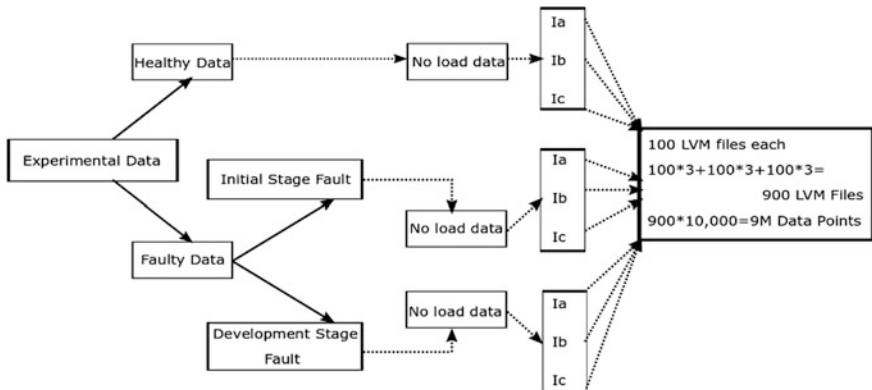 Healthy Data
No load data
Ia
Ib
Ic
Experimental Data
Initial Stage Fault
No load data
Ia
Ib
Ic
Faulty Data
Development Stage
Fault
No load data
Ia
Ib
Ic
100 LVM files each
100*3+100*3+100*3=
900 LVM Files
900*10,000=9M Data Points